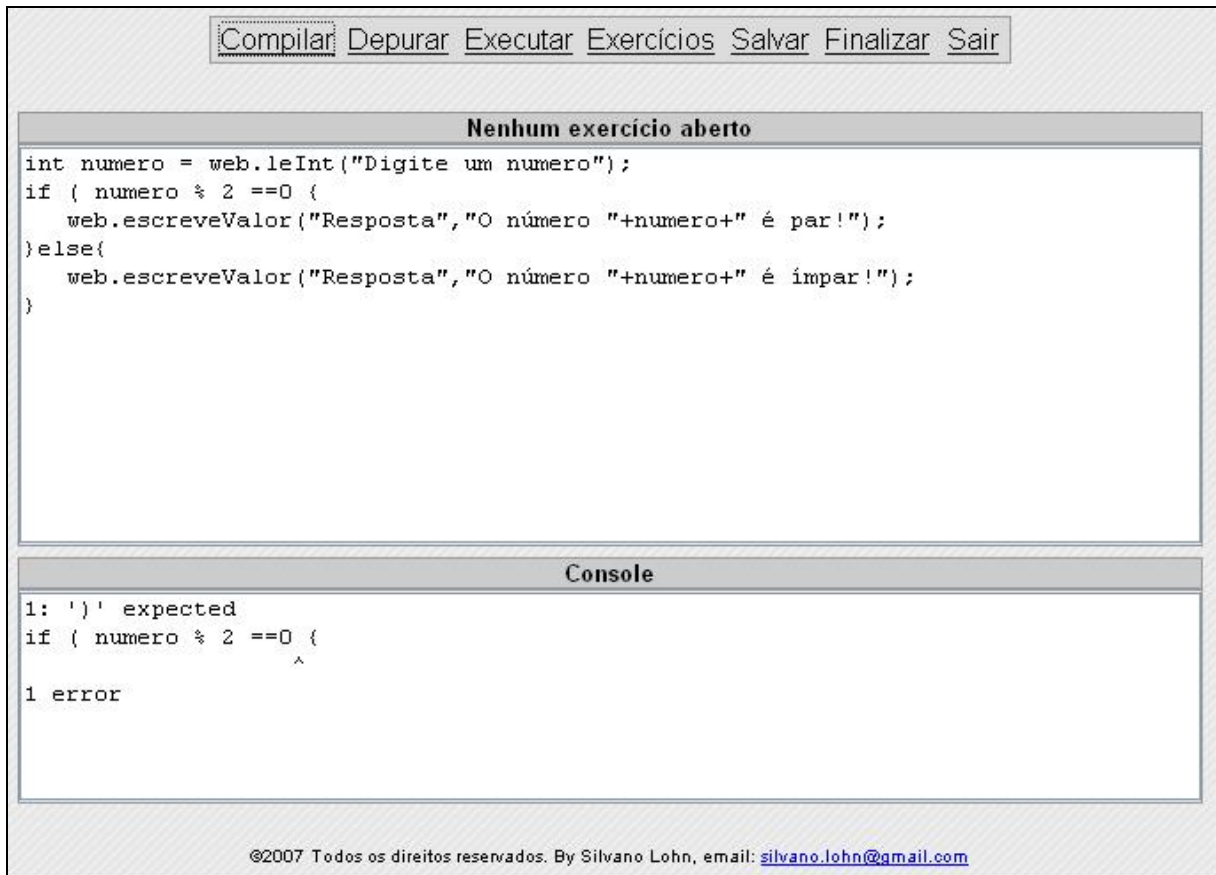 Compilar Depurar Executar Exercícios Salvar Finalizar Sair
Nenhum exercício aberto
int numero = web.leInt("Digite um numero");
if ( numero % 2 ==0 {
   web.escreveValor("Resposta","O número "+numero+" é par!");
}else{
   web.escreveValor("Resposta","O número "+numero+" é ímpar!");
}
Console
1: ')' expected
if ( numero % 2 ==0 {
                    ^
1 error
©2007 Todos os direitos reservados. By Silvano Lohn, email: silvano.lohn@gmail.com